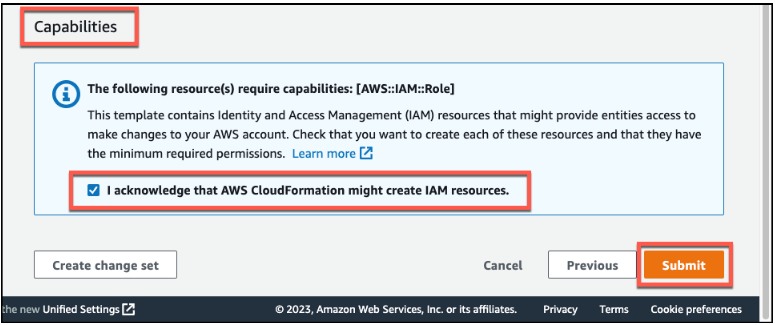 Capabilities
The following resource(s) require capabilities: [AWS::IAM::Role]
This template contains Identity and Access Management (IAM) resources that might provide entities access to
make changes to your AWS account. Check that you want to create each of these resources and that they have
the minimum required permissions. Learn more
I acknowledge that AWS CloudFormation might create IAM resources.
Create change set Cancel Previous Submit
the new Unified Settings © 2023, Amazon Web Services, Inc. or its affiliates. Privacy Terms Cookie preferences